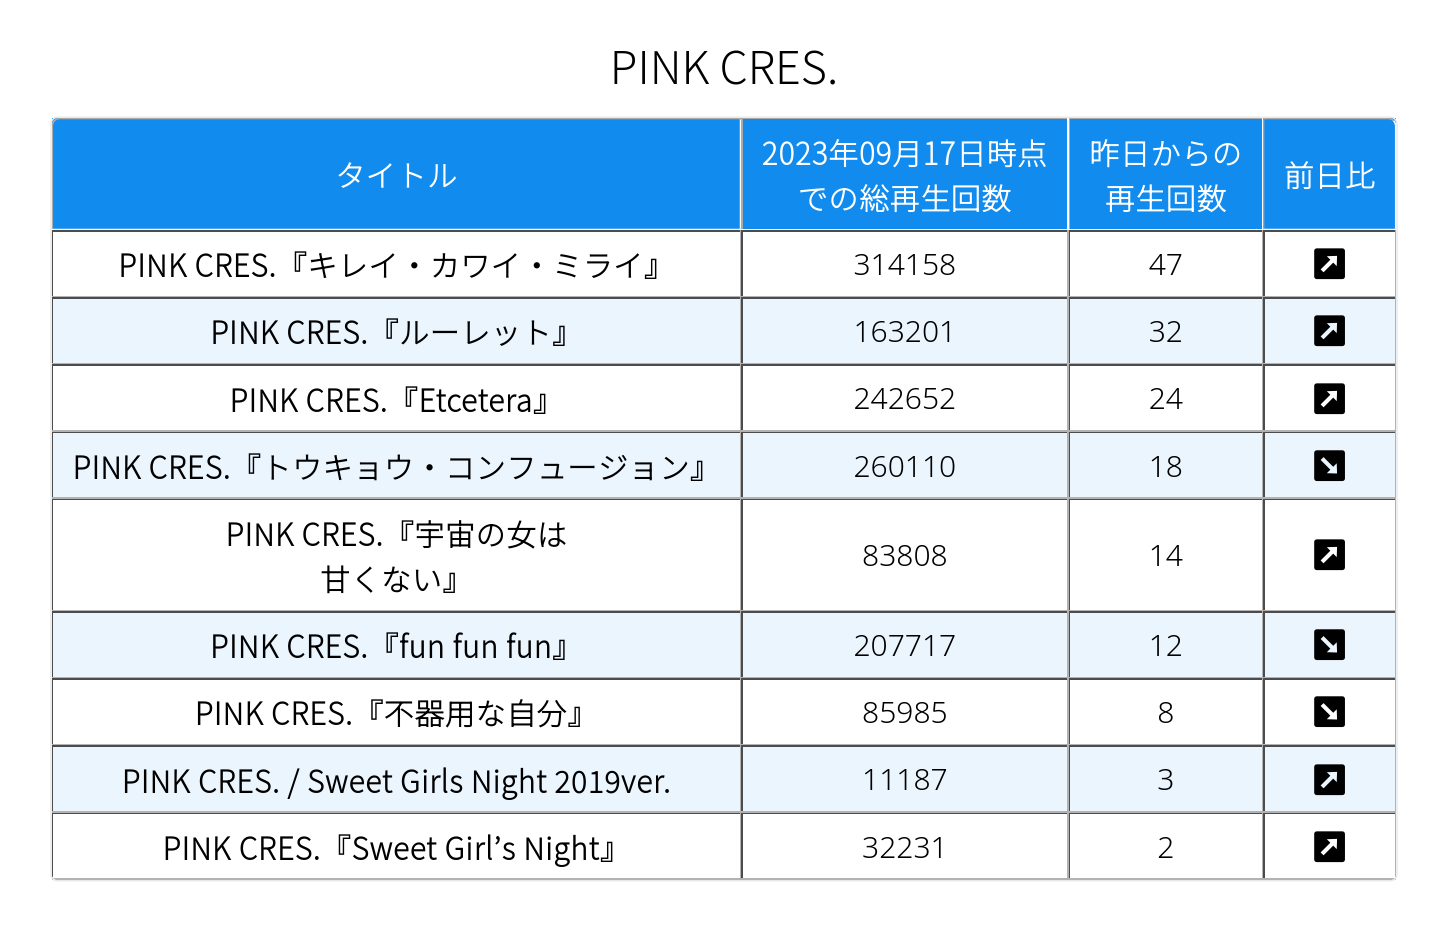 PINK CRES.
タイトル
2023年09月17日時点
での総再生回数
昨日からの
再生回数
前日比
PINK CRES.『キレイ・カワイ・ミライ』 314158 47
PINK CRES.『ルーレット』 163201 32
PINK CRES.『Etcetera』 242652 24
PINK CRES.『トウキョウ・コンフュージョン』 260110 18
PINK CRES.『宇宙の女は
甘くない』 83808 14
PINK CRES.『fun fun fun』 207717 12
PINK CRES.『不器用な自分』 85985 8
PINK CRES. / Sweet Girls Night 2019ver. 11187 3
PINK CRES.『Sweet Girl’s Night』 32231 2